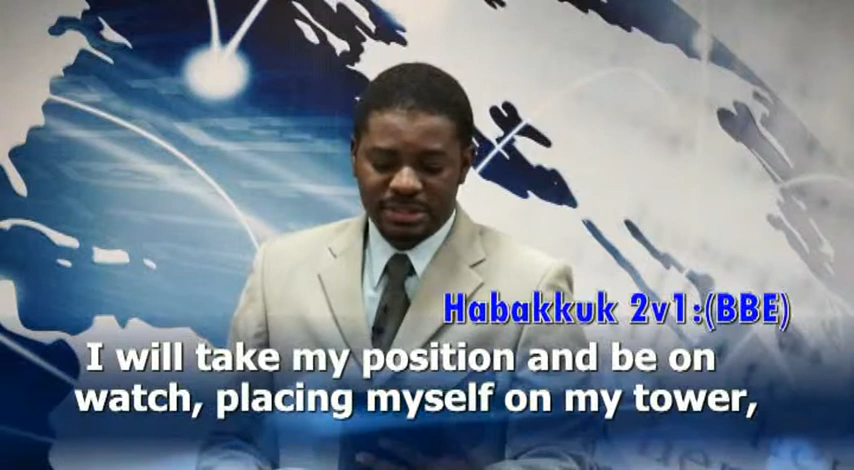 Habakkuk 2v1:(BBE)
I will take my position and be on
watch, placing myself on my tower,